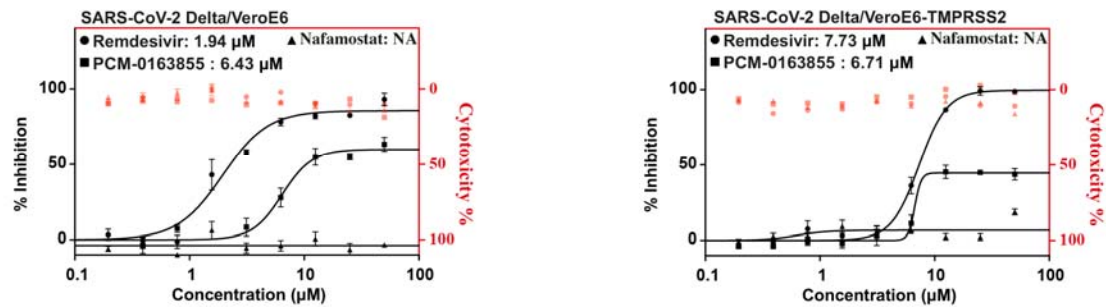 SARS-CoV-2 Delta/VeroE6
Remdesivir: 1.94 µM
Nafamostat: NA
PCM-0163855 : 6.43 µM
100
50
0
% Inhibition
0
50
100
Cytotoxicity %
0.1
1
10
100
Concentration (µM)
SARS-CoV-2 Delta/VeroE6-TMPRSS2
Remdesivir: 7.73 µM
Nafamostat: NA
PCM-0163855 : 6.71 µM
100
50
0
% Inhibition
0
50
100
Cytotoxicity %
0.1
1
10
100
Concentration (µM)